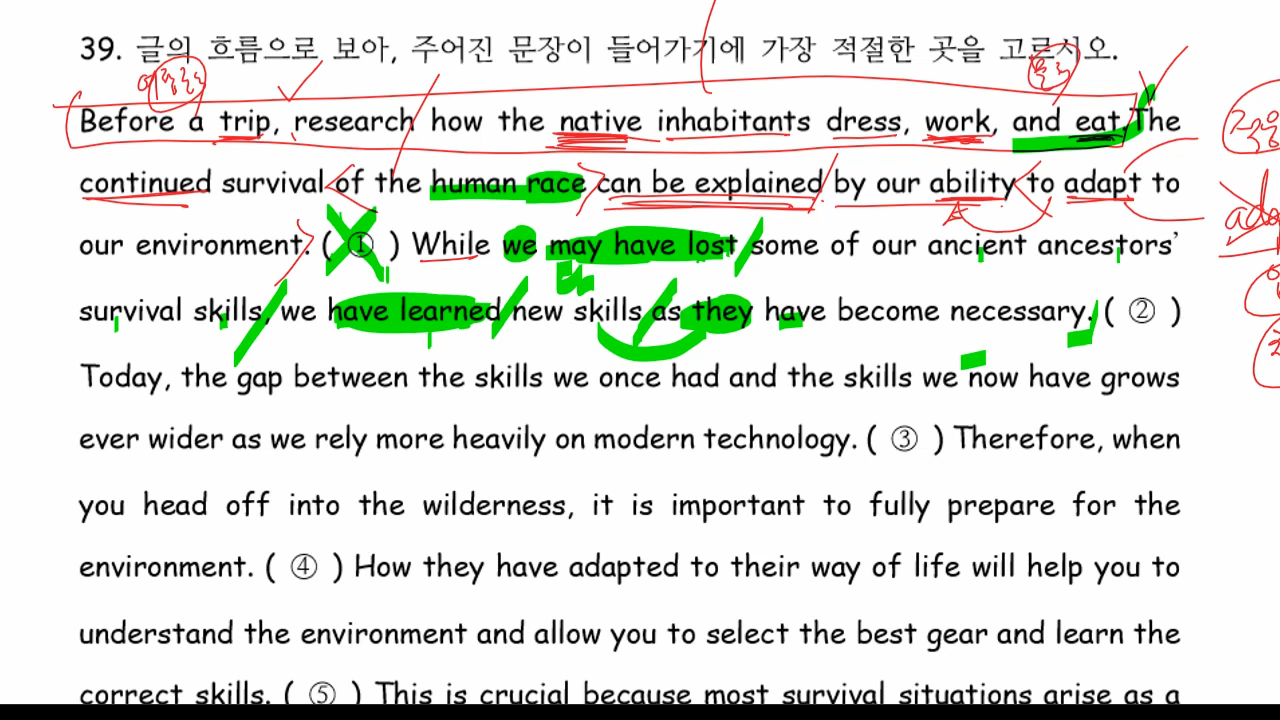 39. 글의 흐름으로 보아, 주어진 문장이 들어가기에 가장 적절한 곳을 고르시오.
Before a trip, research how the native inhabitants dress, work, and eat. The
continued survival of the human race can be explained by our ability to adapt to
our environment. ( ① ) While we may have lost some of our ancient ancestors'
survival skills, we have learned new skills as they have become necessary. ( ② )
Today, the gap between the skills we once had and the skills we now have grows
ever wider as we rely more heavily on modern technology. ( ③ ) Therefore, when
you head off into the wilderness, it is important to fully prepare for the
environment. ( ④ ) How they have adapted to their way of life will help you to
understand the environment and allow you to select the best gear and learn the
correct skills. ( ⑤ ) This is crucial because most survival situations arise as a